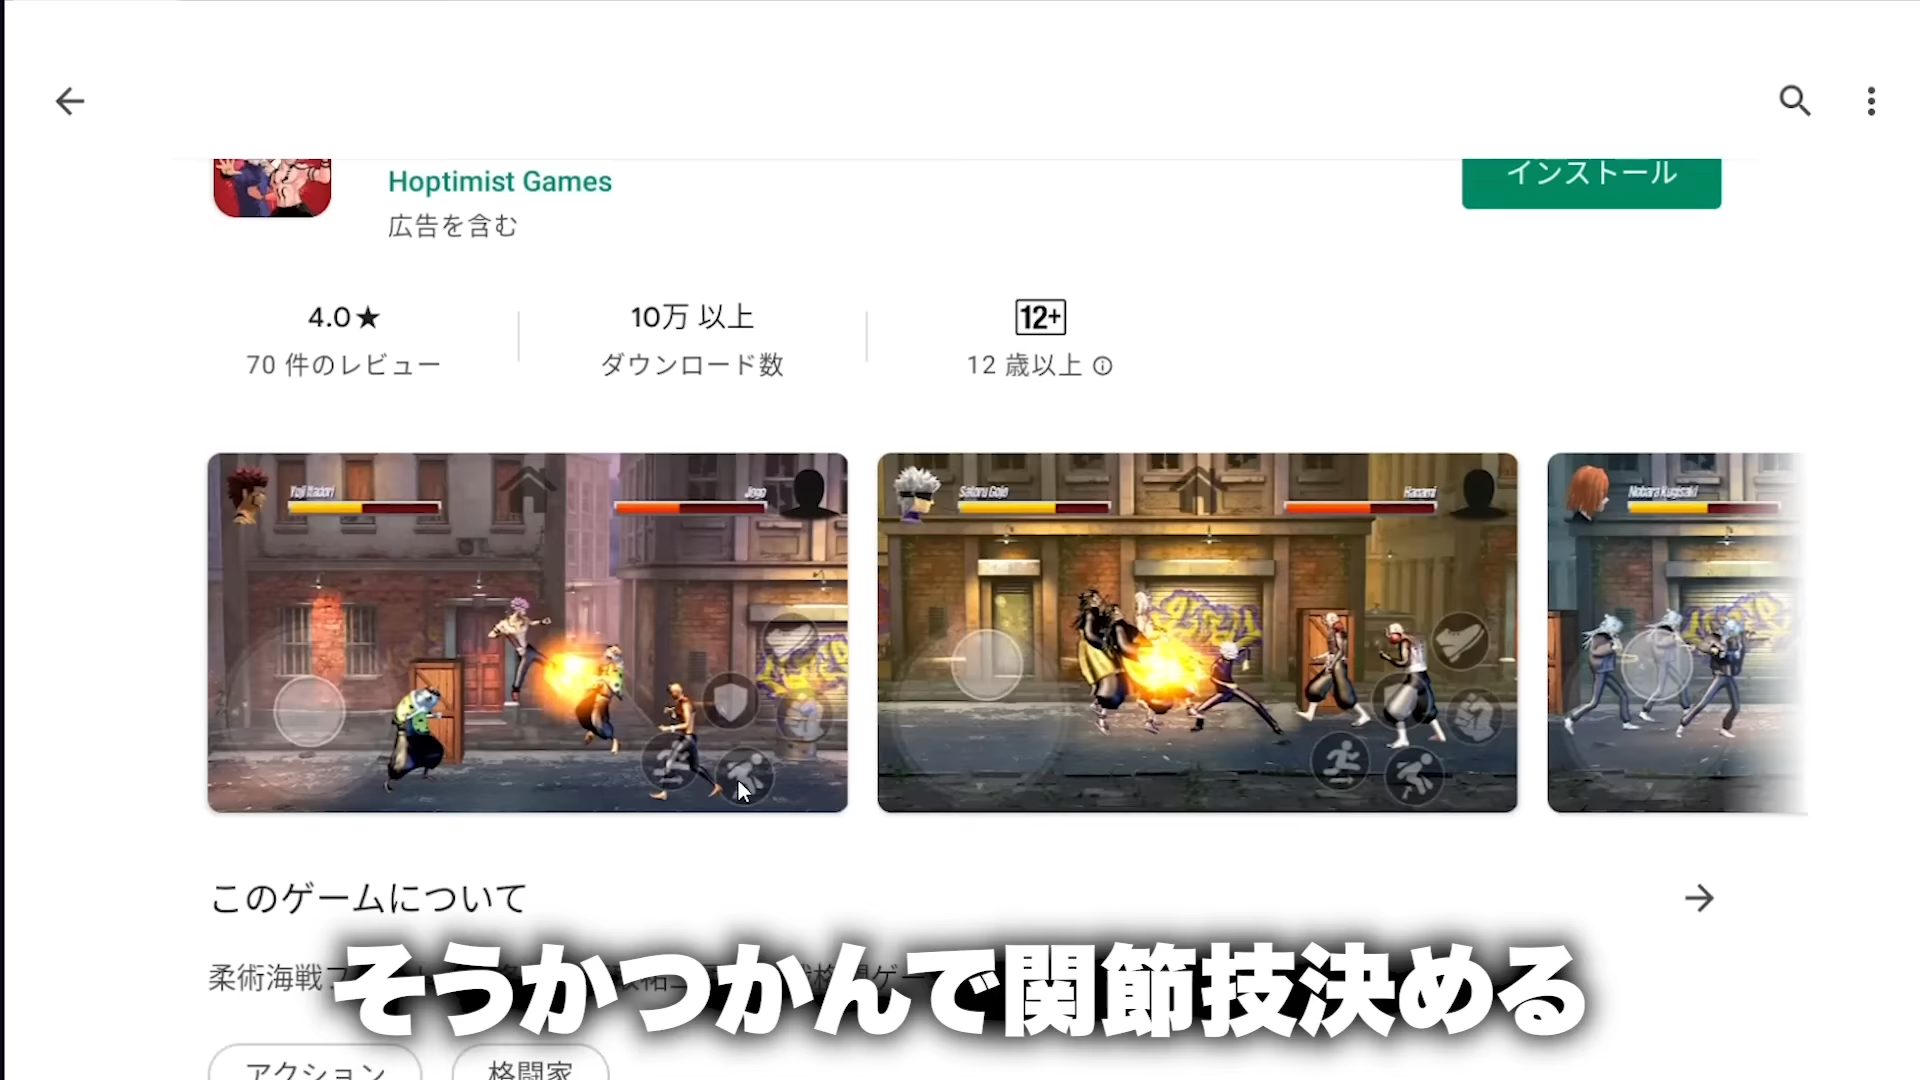 Hoptimist Games
広告を含む
インストール
4.0★
70 件のレビュー
10万 以上
ダウンロード数
12+
12 歳以上
Yuji Itadori
Jogo
Satoru Gojo
Hanami
Nobara Kugisaki
このゲームについて
柔術海戦
そうかつかんで関節技決める
アクション
格闘家